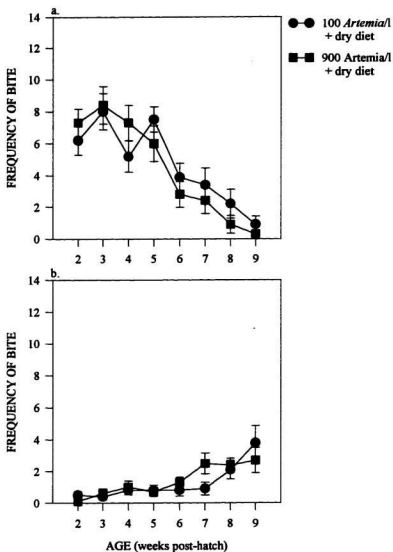 a.
14
12
10
8
6
4
2
0
FREQUENCY OF BITE
2 3 4 5 6 7 8 9
100 Artemia/l
+ dry diet
900 Artemia/l
+ dry diet
b.
14
12
10
8
6
4
2
0
FREQUENCY OF BITE
2 3 4 5 6 7 8 9
AGE (weeks post-hatch)